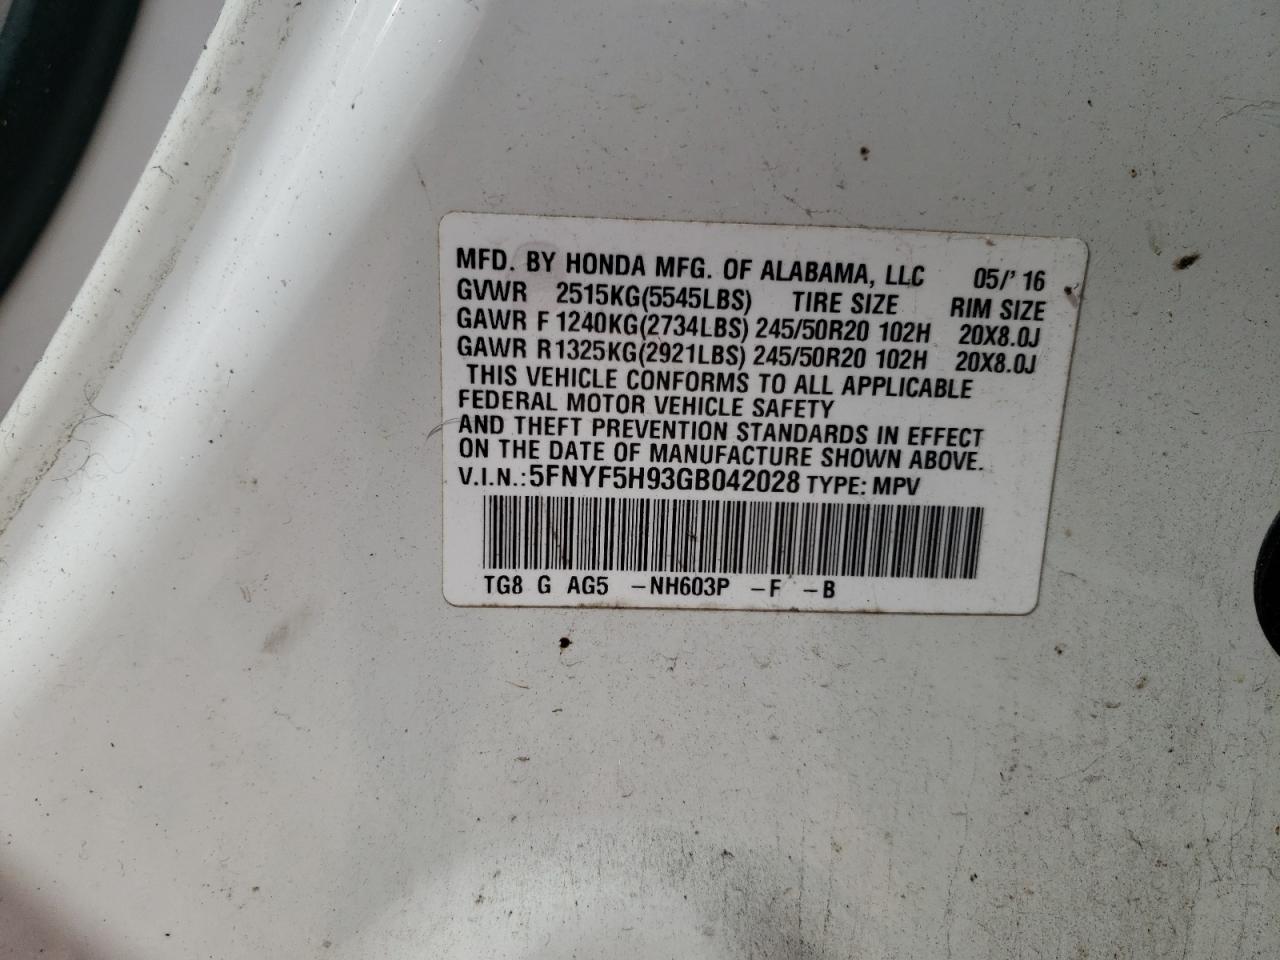 MFD. BY HONDA MFG. OF ALABAMA, LLC 05/' 16
GVWR 2515KG(5545LBS) TIRE SIZE RIM SIZE
GAWR F 1240KG(2734LBS) 245/50R20 102H 20X8.0J
GAWR R1325KG(2921LBS) 245/50R20 102H 20X8.0J
THIS VEHICLE CONFORMS TO ALL APPLICABLE
FEDERAL MOTOR VEHICLE SAFETY
AND THEFT PREVENTION STANDARDS IN EFFECT
ON THE DATE OF MANUFACTURE SHOWN ABOVE.
V.I.N.: 5FNYF5H93GB042028 TYPE: MPV
TG8 G AG5 –NH603P –F –B